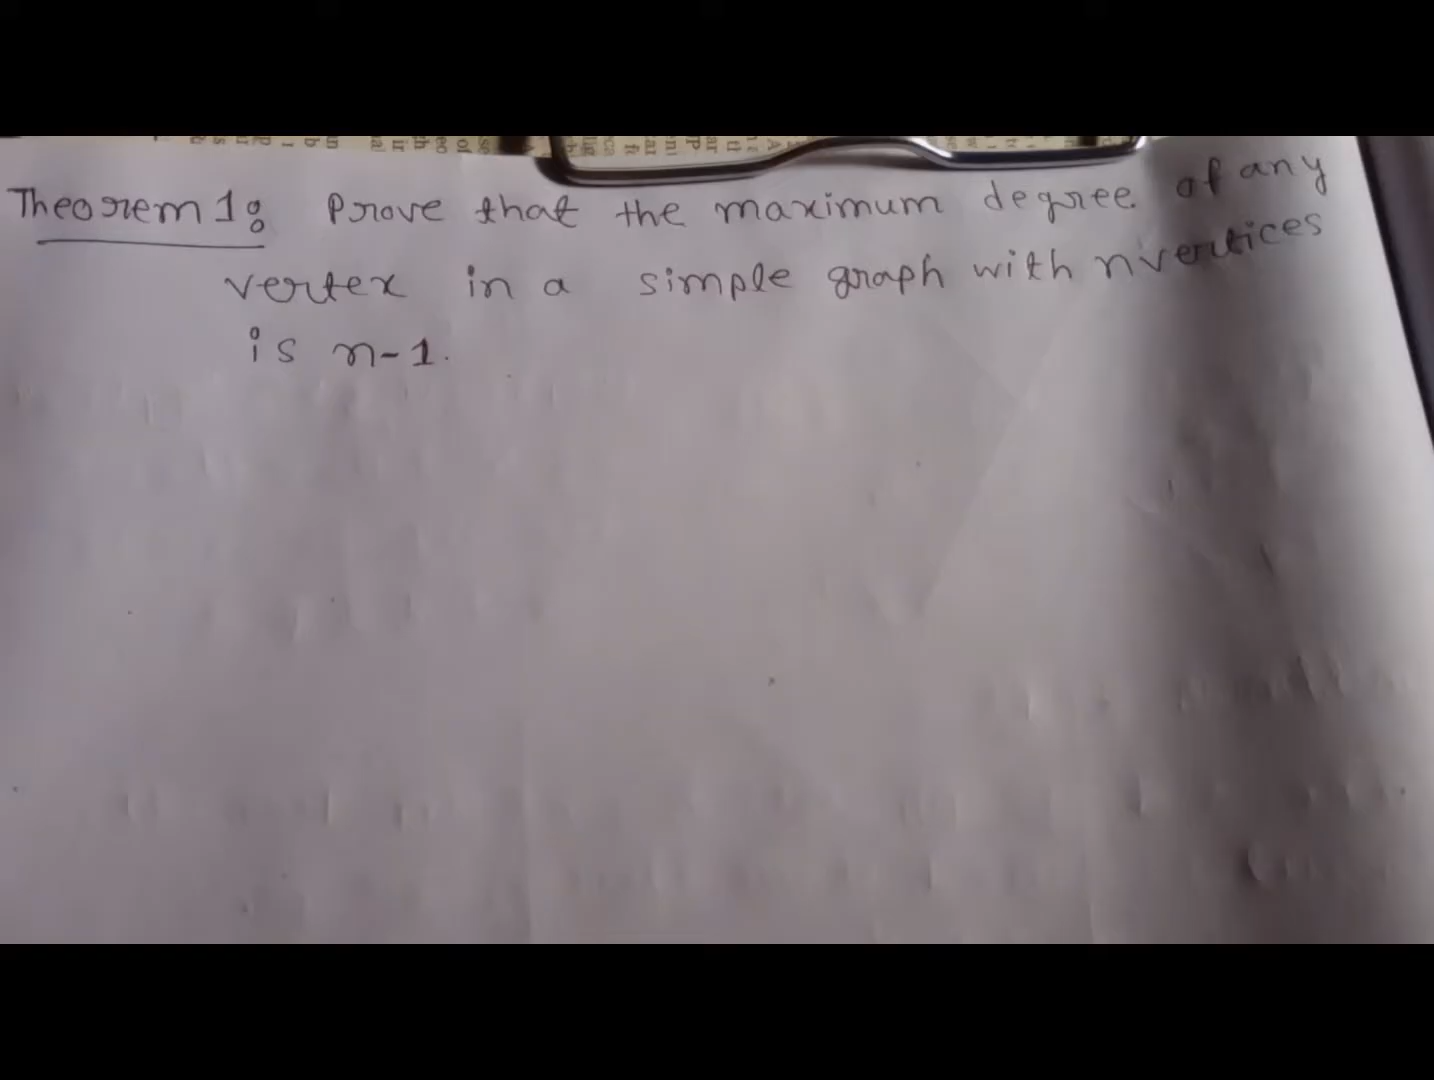 Theorem 1: Prove that the maximum degree of any
vertex in a simple graph with n vertices
is n-1.